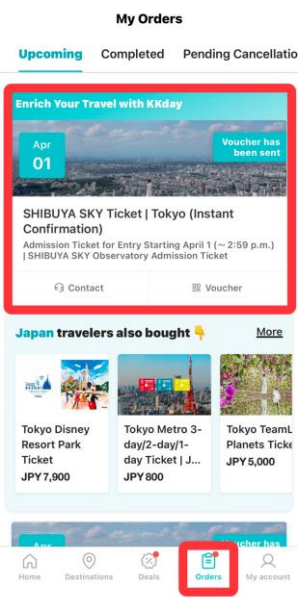 My Orders
Upcoming Completed Pending Cancellatio
Enrich Your Travel with KKday
Apr
01
Voucher has
been sent
SHIBUYA SKY Ticket | Tokyo (Instant
Confirmation)
Admission Ticket for Entry Starting April 1 (~ 2:59 p.m.)
| SHIBUYA SKY Observatory Admission Ticket
Contact
Voucher
Japan travelers also bought 👇
More
Tokyo Disney
Resort Park
Ticket
JPY 7,900
Tokyo Metro 3-
day/2-day/1-
day Ticket | J...
JPY 800
Tokyo TeamL
Planets Ticke
JPY 5,000
Apr
Voucher has
Home
Destinations
Deals
Orders
My account